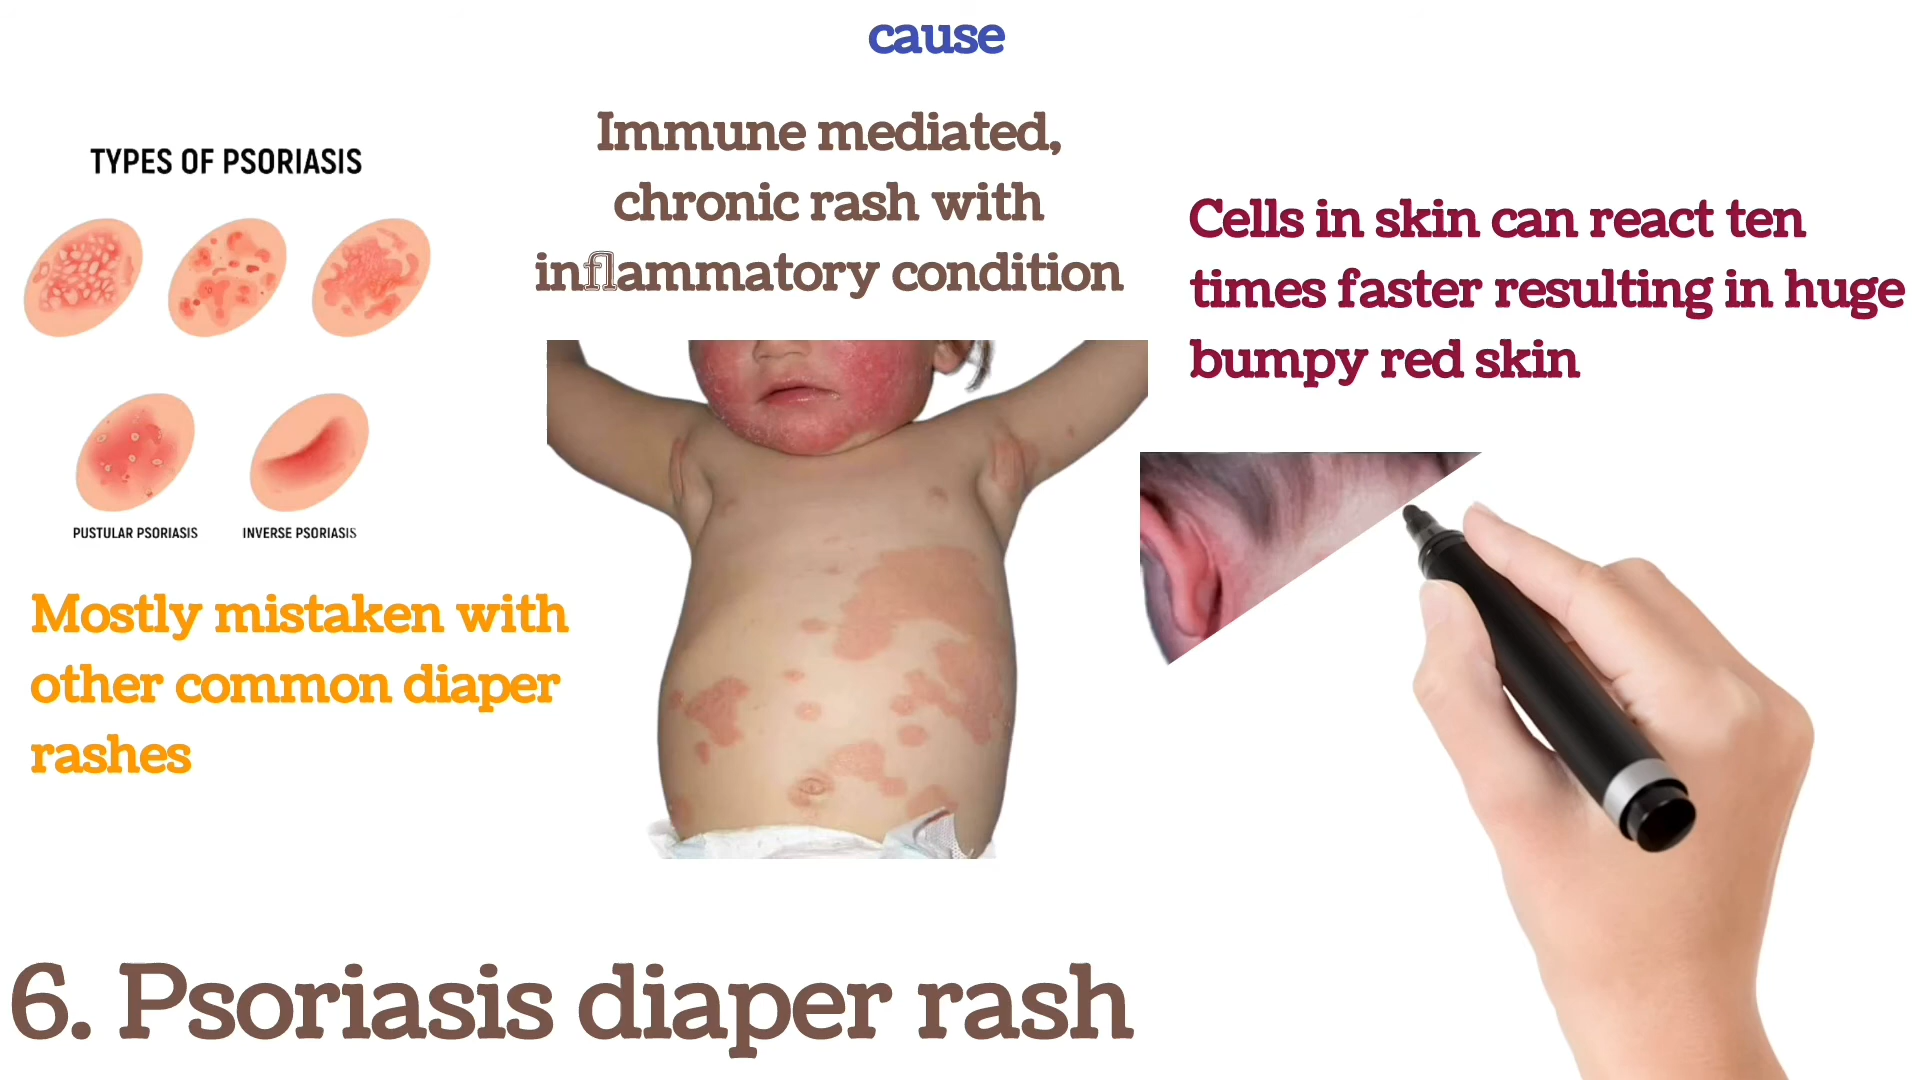 cause
TYPES OF PSORIASIS
PUSTULAR PSORIASIS
INVERSE PSORIASIS
Mostly mistaken with
other common diaper
rashes
Immune mediated,
chronic rash with
inflammatory condition
Cells in skin can react ten
times faster resulting in huge
bumpy red skin
6. Psoriasis diaper rash